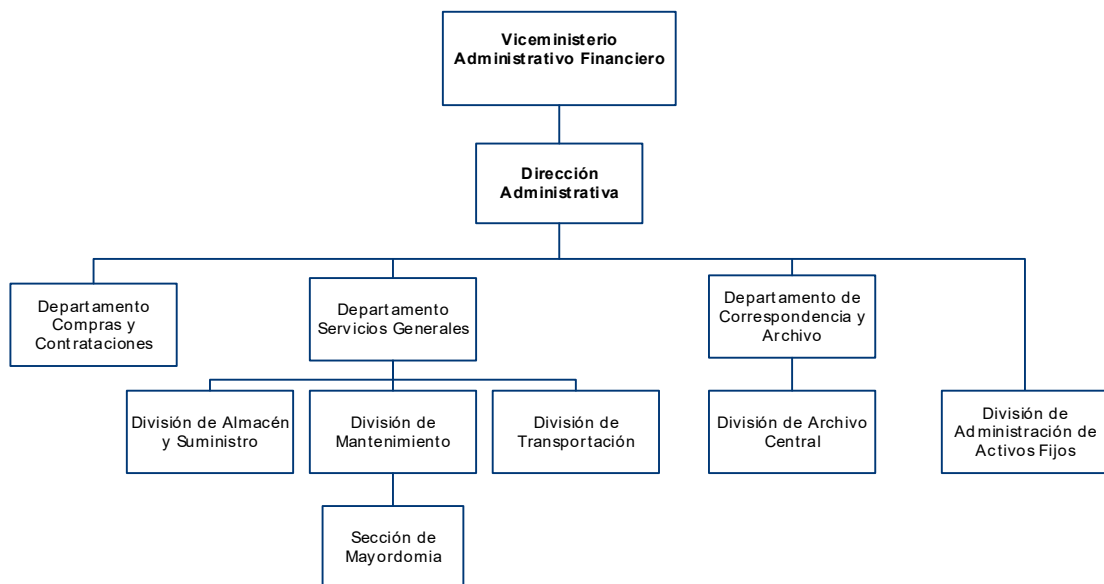 Viceministerio
Administrativo Financiero
Dirección
Administrativa
Departamento
Compras y
Contrataciones
Departamento
Servicios Generales
Departamento de
Correspondencia y
Archivo
División de Almacén
y Suministro
División de
Mantenimiento
División de
Transportación
División de Archivo
Central
División de
Administración de
Activos Fijos
Sección de
Mayordomia